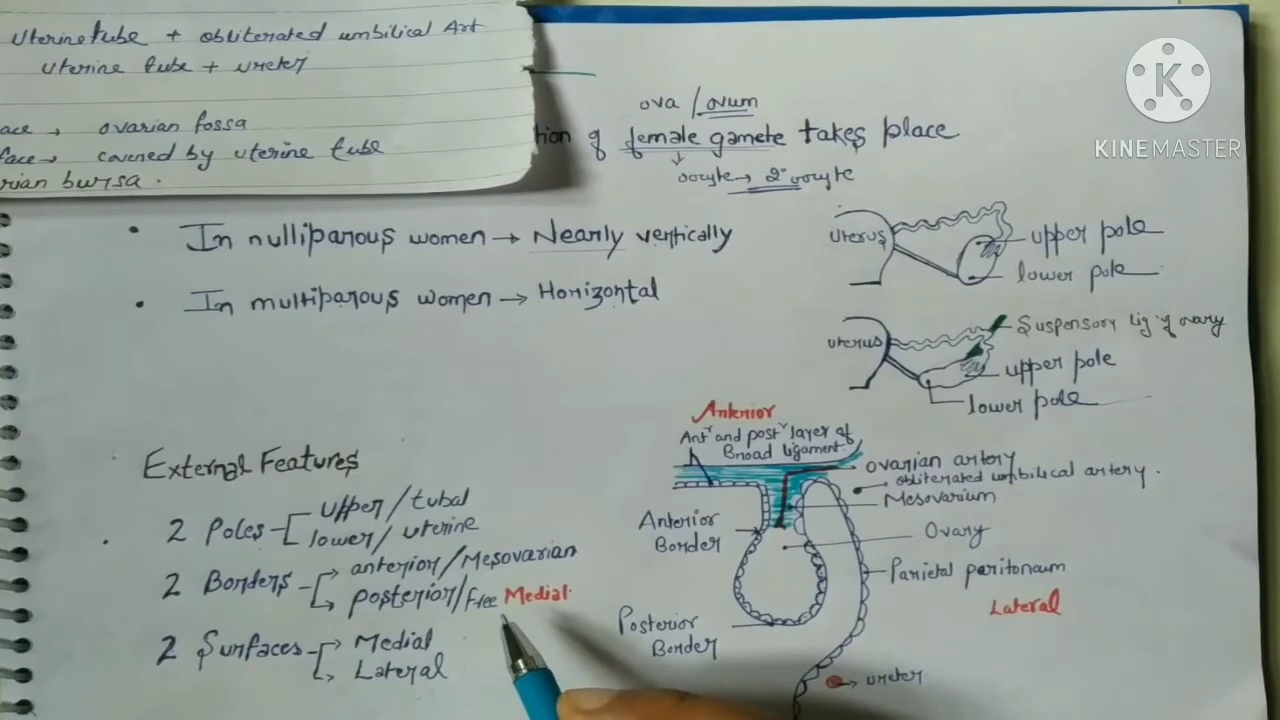 uterine tube + obliterated umbilical Art
uterine tube + ureter
ace → ovarian fossa
face → covered by uterine tube
rian bursa.
ova / ovum
tion of female gamete takes place
oocyte → 2° oocyte
K
KINEMASTER
• In nulliparous women → Nearly vertically
• In multiparous women → Horizontal
uterus
upper pole
lower pole
uterus
Suspensory lig of ovary
upper pole
lower pole
External Features
2 Poles
upper / tubal
lower / uterine
2 Borders
→ anterior / Mesovarian
→ posterior / free Medial
2 Surfaces
→ Medial
→ Lateral
Anterior
Antr and postr layer of
Broad ligament
ovarian artery
obliterated umbilical artery.
Mesovarium
Anterior
Border
Ovary
Parietal peritonaum
Lateral
Posterior
Border
→ ureter